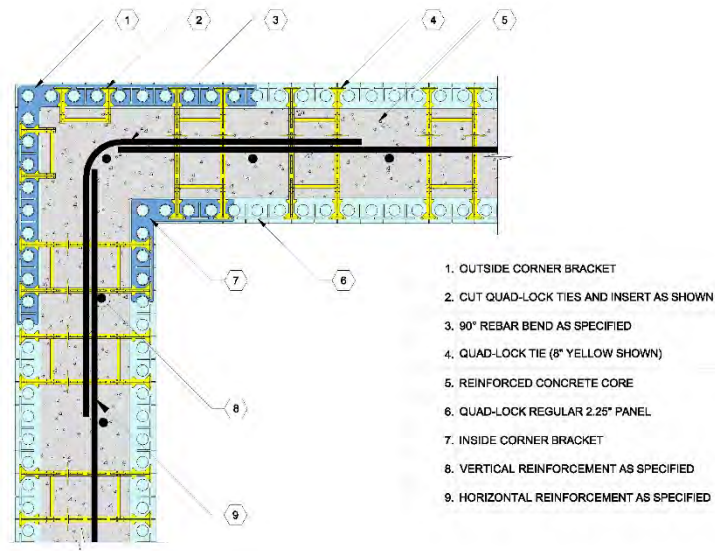 1
2
3
4
5
7
6
8
9
1. OUTSIDE CORNER BRACKET
2. CUT QUAD-LOCK TIES AND INSERT AS SHOWN
3. 90° REBAR BEND AS SPECIFIED
4. QUAD-LOCK TIE (8" YELLOW SHOWN)
5. REINFORCED CONCRETE CORE
6. QUAD-LOCK REGULAR 2.25" PANEL
7. INSIDE CORNER BRACKET
8. VERTICAL REINFORCEMENT AS SPECIFIED
9. HORIZONTAL REINFORCEMENT AS SPECIFIED